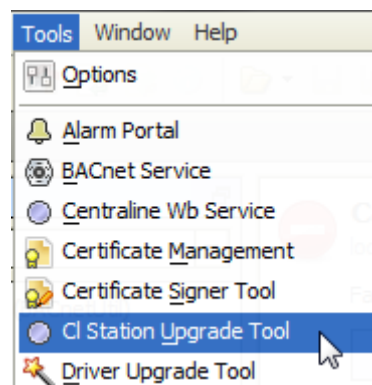 Tools Window Help
Options
Alarm Portal
BACnet Service
Centraline Wb Service
Certificate Management
Certificate Signer Tool
Cl Station Upgrade Tool
Driver Upgrade Tool